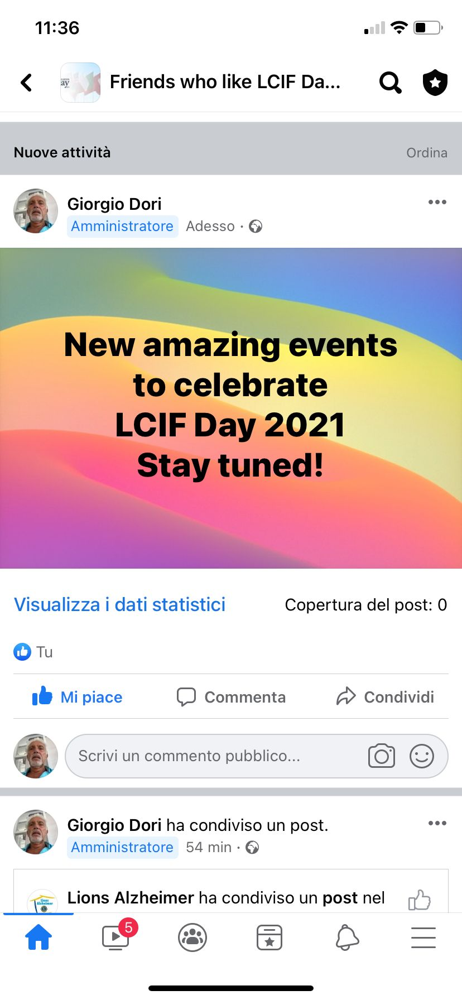 11:36
ay
Friends who like LCIF Da...
Nuove attività
Ordina
Giorgio Dori
Amministratore Adesso ·
New amazing events
to celebrate
LCIF Day 2021
Stay tuned!
Visualizza i dati statistici
Copertura del post: 0
Tu
Mi piace
Commenta
Condividi
Scrivi un commento pubblico...
Giorgio Dori ha condiviso un post.
Amministratore 54 min ·
Lions Alzheimer ha condiviso un post nel
Lions
Alzheimer
5